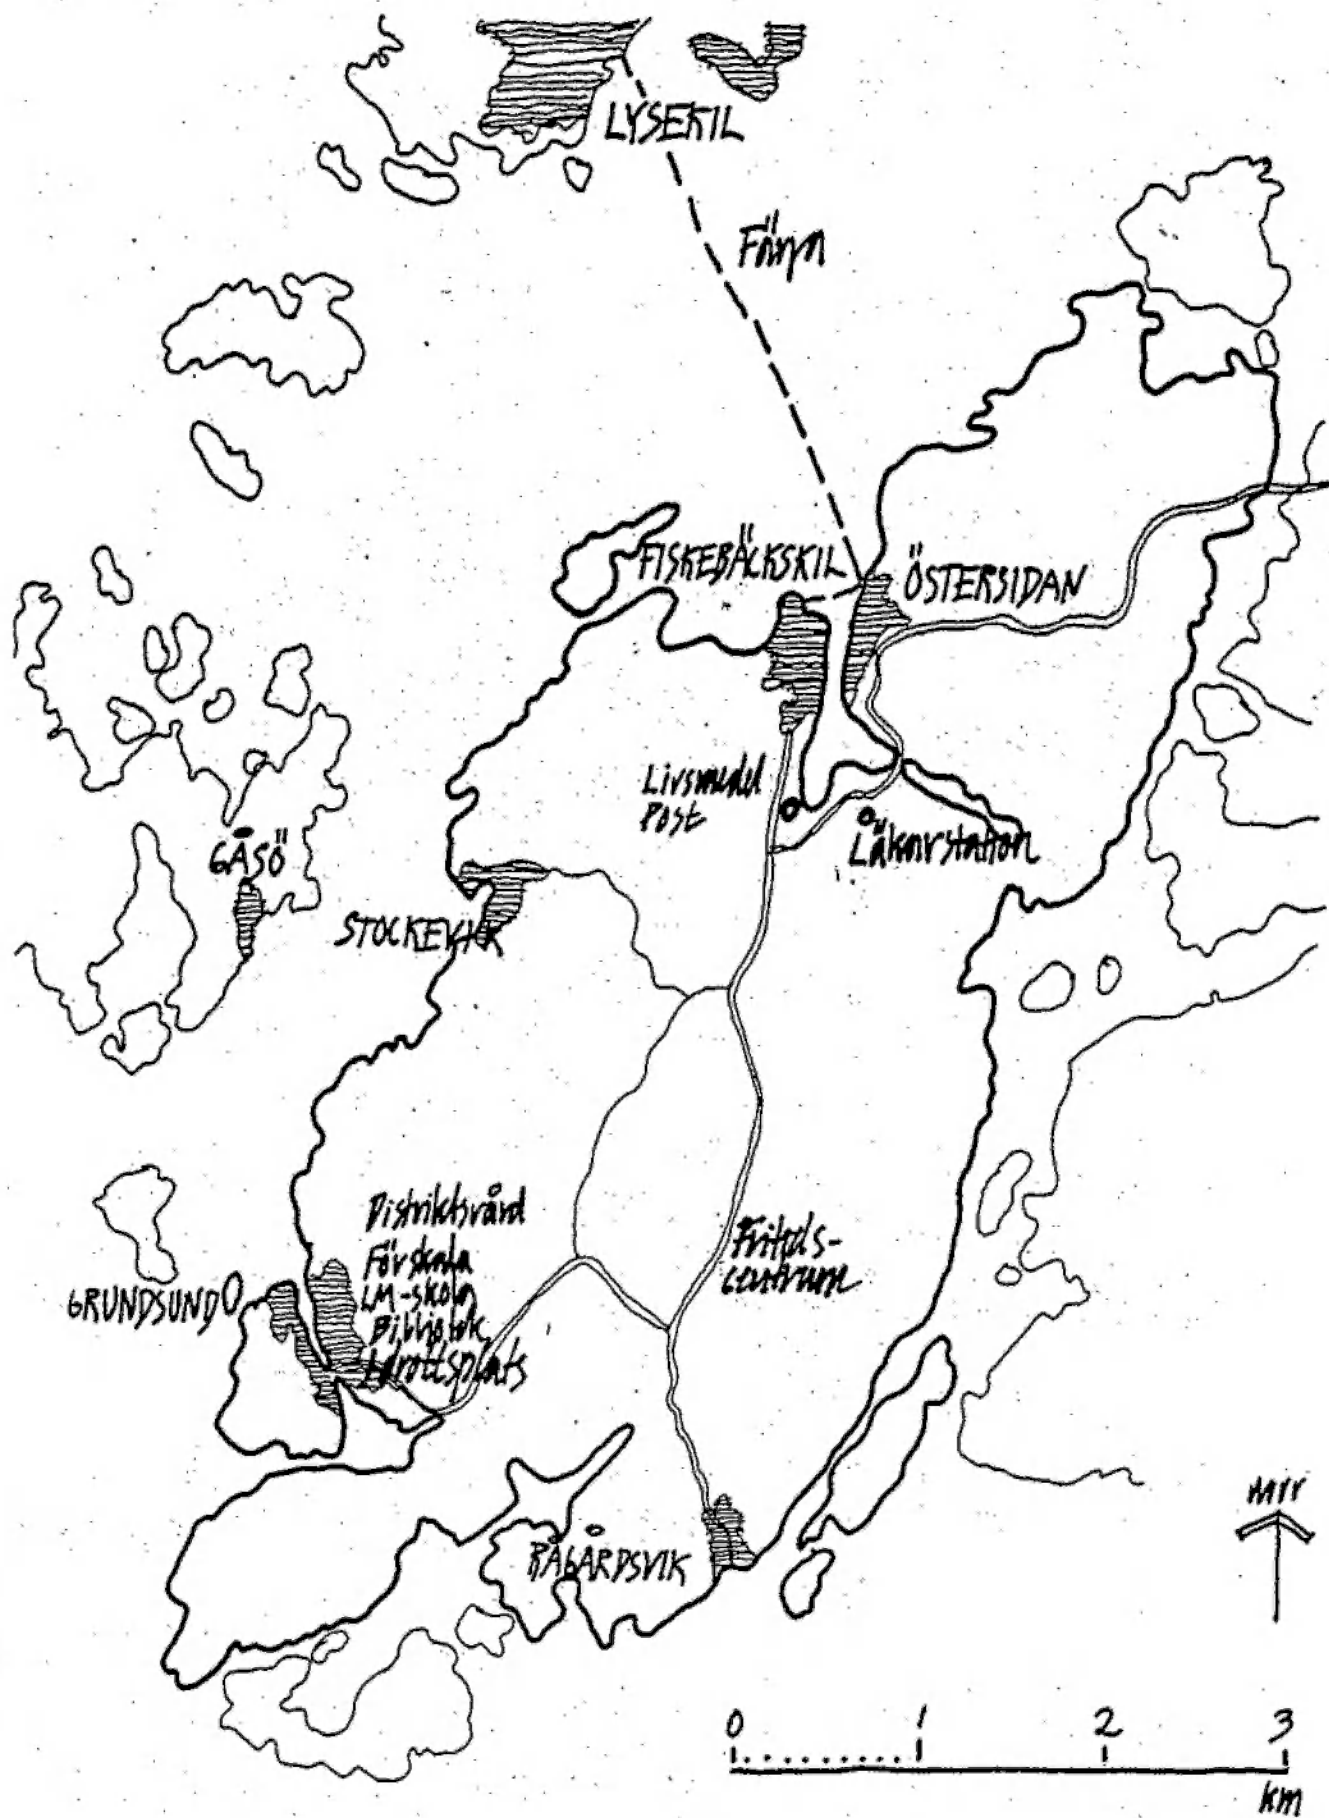 LYSEKIL
Färja
FISKEBÄCKSKIL
ÖSTERSIDAN
Livsmedel
Post
Läkarstation
GÅSÖ
STOCKEVIK
Distriktsvård
Förskola
LM-skola
Bibliotek
Idrottsplats
Fritids-
centrum
GRUNDSUND
RÅGÅRDSVIK
norr
0 1 2 3
km